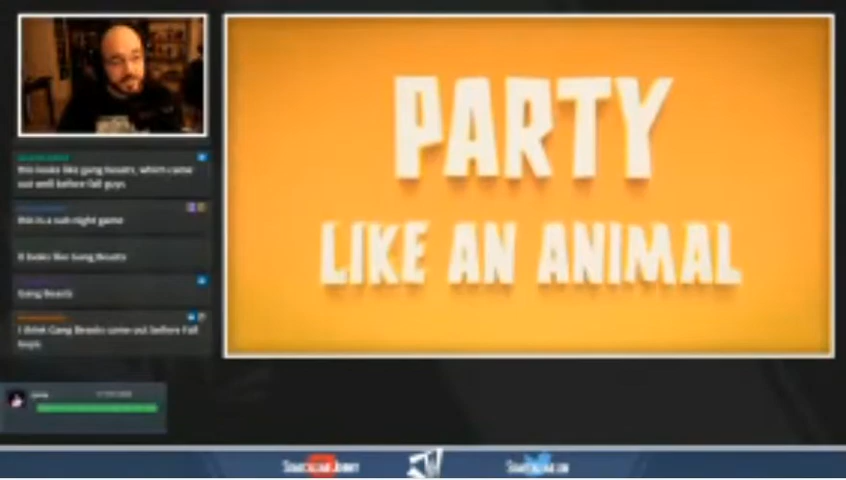 this looks like gang beasts, which came
out well before fall guys
this is a sub night game
It looks like Gang Beasts
Gang Beasts
I think Gang Beasts came out before Fall
Guys
PARTY
LIKE AN ANIMAL